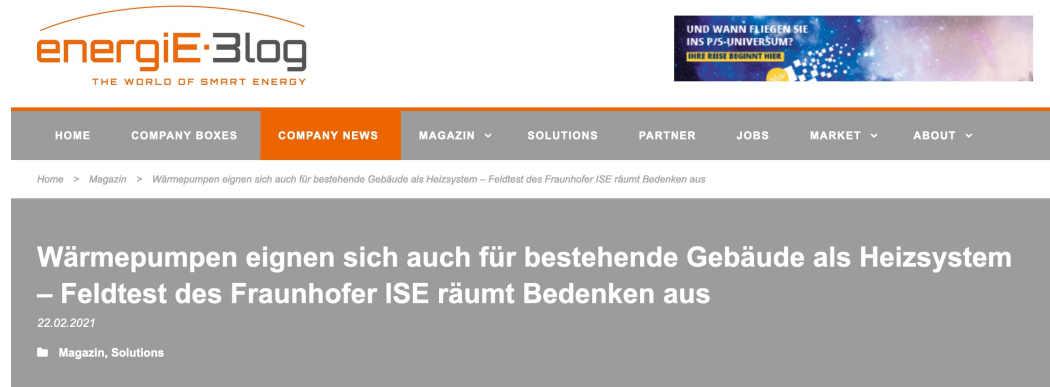 energiE·3log
THE WORLD OF SMART ENERGY
UND WANN FLIEGEN SIE
INS P/5-UNIVERSUM?
IHRE REISE BEGINNT HIER
HOME COMPANY BOXES COMPANY NEWS MAGAZIN SOLUTIONS PARTNER JOBS MARKET ABOUT
Home > Magazin > Wärmepumpen eignen sich auch für bestehende Gebäude als Heizsystem – Feldtest des Fraunhofer ISE räumt Bedenken aus
Wärmepumpen eignen sich auch für bestehende Gebäude als Heizsystem
– Feldtest des Fraunhofer ISE räumt Bedenken aus
22.02.2021
Magazin, Solutions